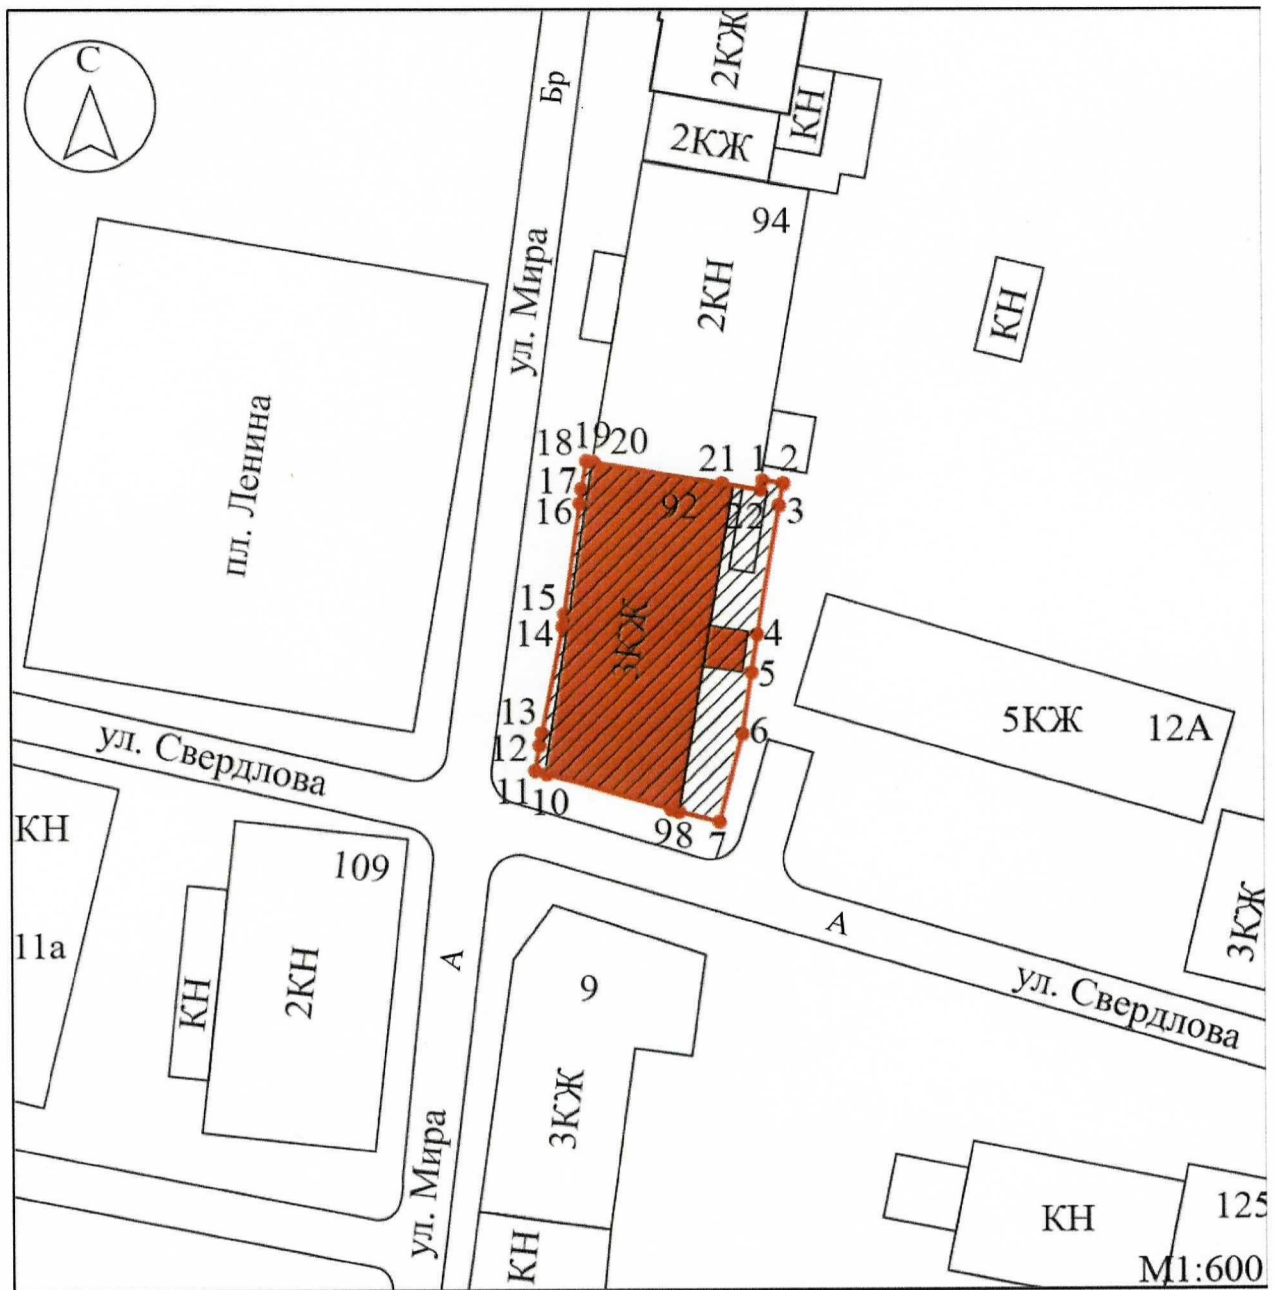 С
Бр
2КЖ
КН
2КЖ
94
ул. Мира
2КН
КН
пл. Ленина
18
19
20
21
1
2
17
16
92
22
3
15
14
3КЖ
4
5
13
12
6
5КЖ
12А
ул. Свердлова
11
10
9
8
7
КН
109
11а
А
А
3КЖ
КН
2КН
9
ул. Свердлова
3КЖ
ул. Мира
КН
КН
125
М1:600